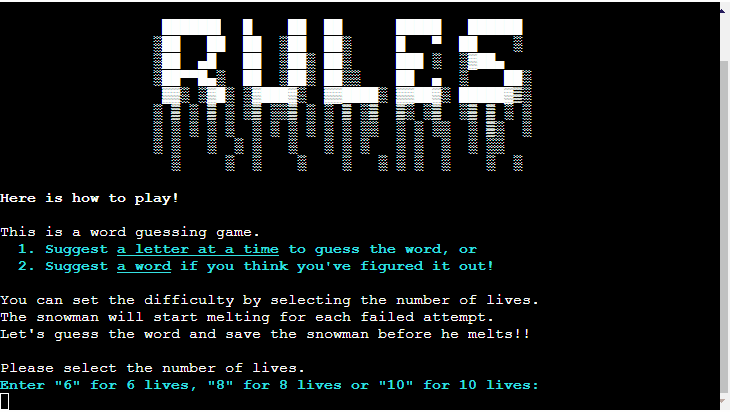 RULES
Here is how to play!
This is a word guessing game.
1. Suggest a letter at a time to guess the word, or
2. Suggest a word if you think you've figured it out!
You can set the difficulty by selecting the number of lives.
The snowman will start melting for each failed attempt.
Let's guess the word and save the snowman before he melts!!
Please select the number of lives.
Enter "6" for 6 lives, "8" for 8 lives or "10" for 10 lives: